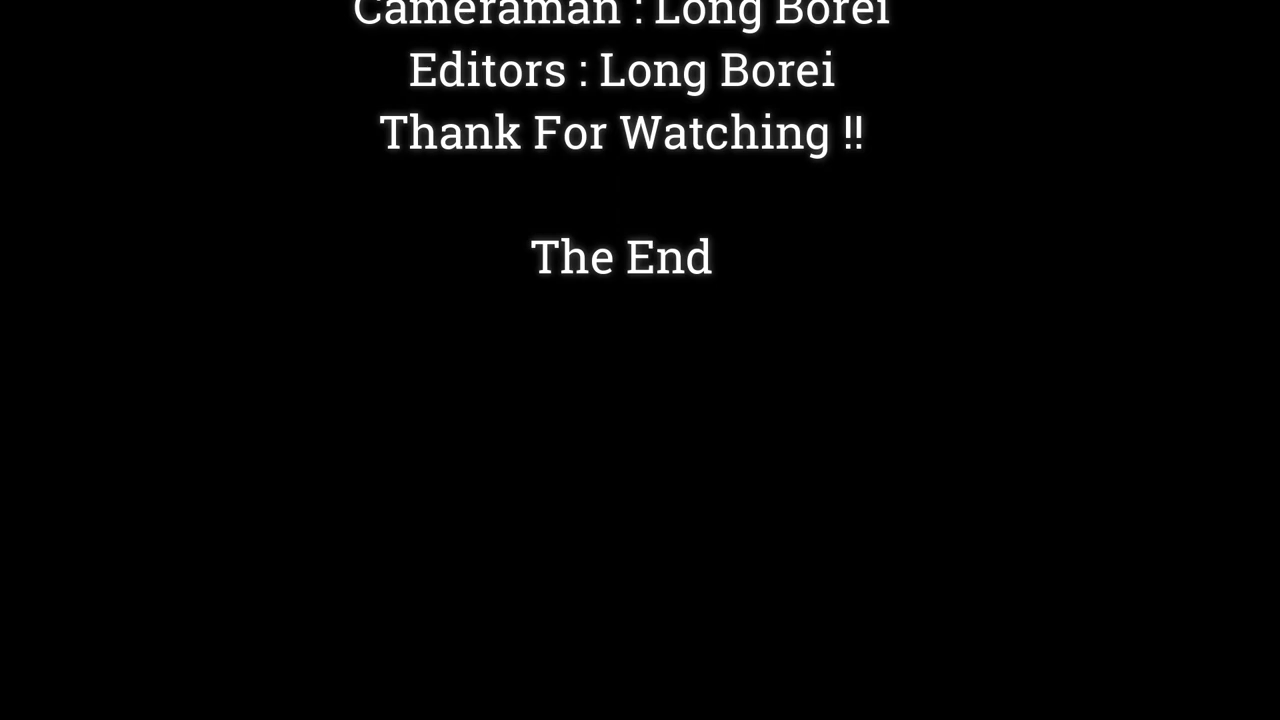 Cameraman : Long Borei
Editors : Long Borei
Thank For Watching !!
The End